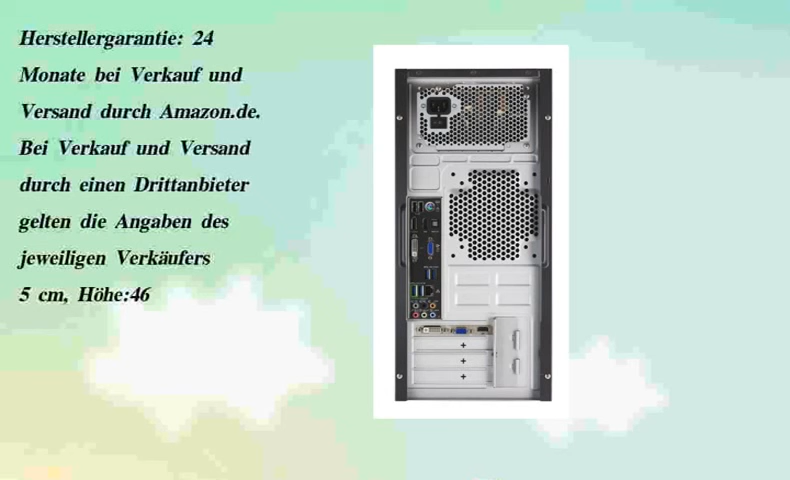 Herstellergarantie: 24
Monate bei Verkauf und
Versand durch Amazon.de.
Bei Verkauf und Versand
durch einen Drittanbieter
gelten die Angaben des
jeweiligen Verkäufers
5 cm, Höhe:46